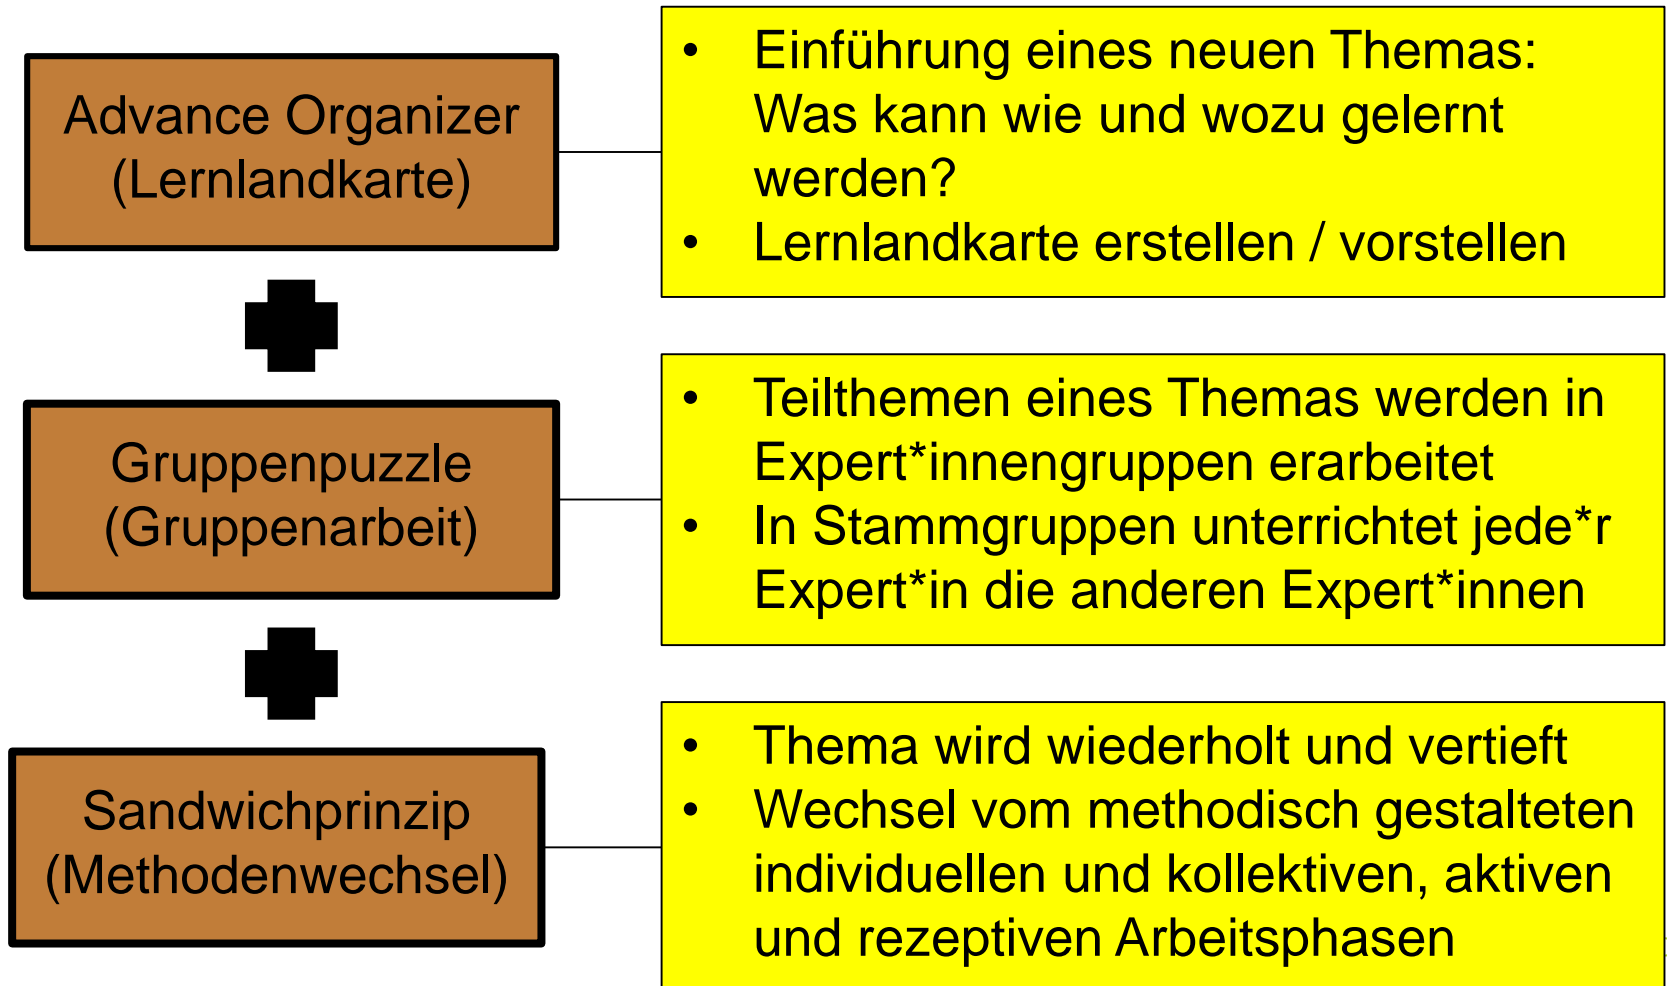 Advance Organizer
(Lernlandkarte)
• Einführung eines neuen Themas:
Was kann wie und wozu gelernt
werden?
• Lernlandkarte erstellen / vorstellen
Gruppenpuzzle
(Gruppenarbeit)
• Teilthemen eines Themas werden in
Expert*innengruppen erarbeitet
• In Stammgruppen unterrichtet jede*r
Expert*in die anderen Expert*innen
Sandwichprinzip
(Methodenwechsel)
• Thema wird wiederholt und vertieft
• Wechsel vom methodisch gestalteten
individuellen und kollektiven, aktiven
und rezeptiven Arbeitsphasen